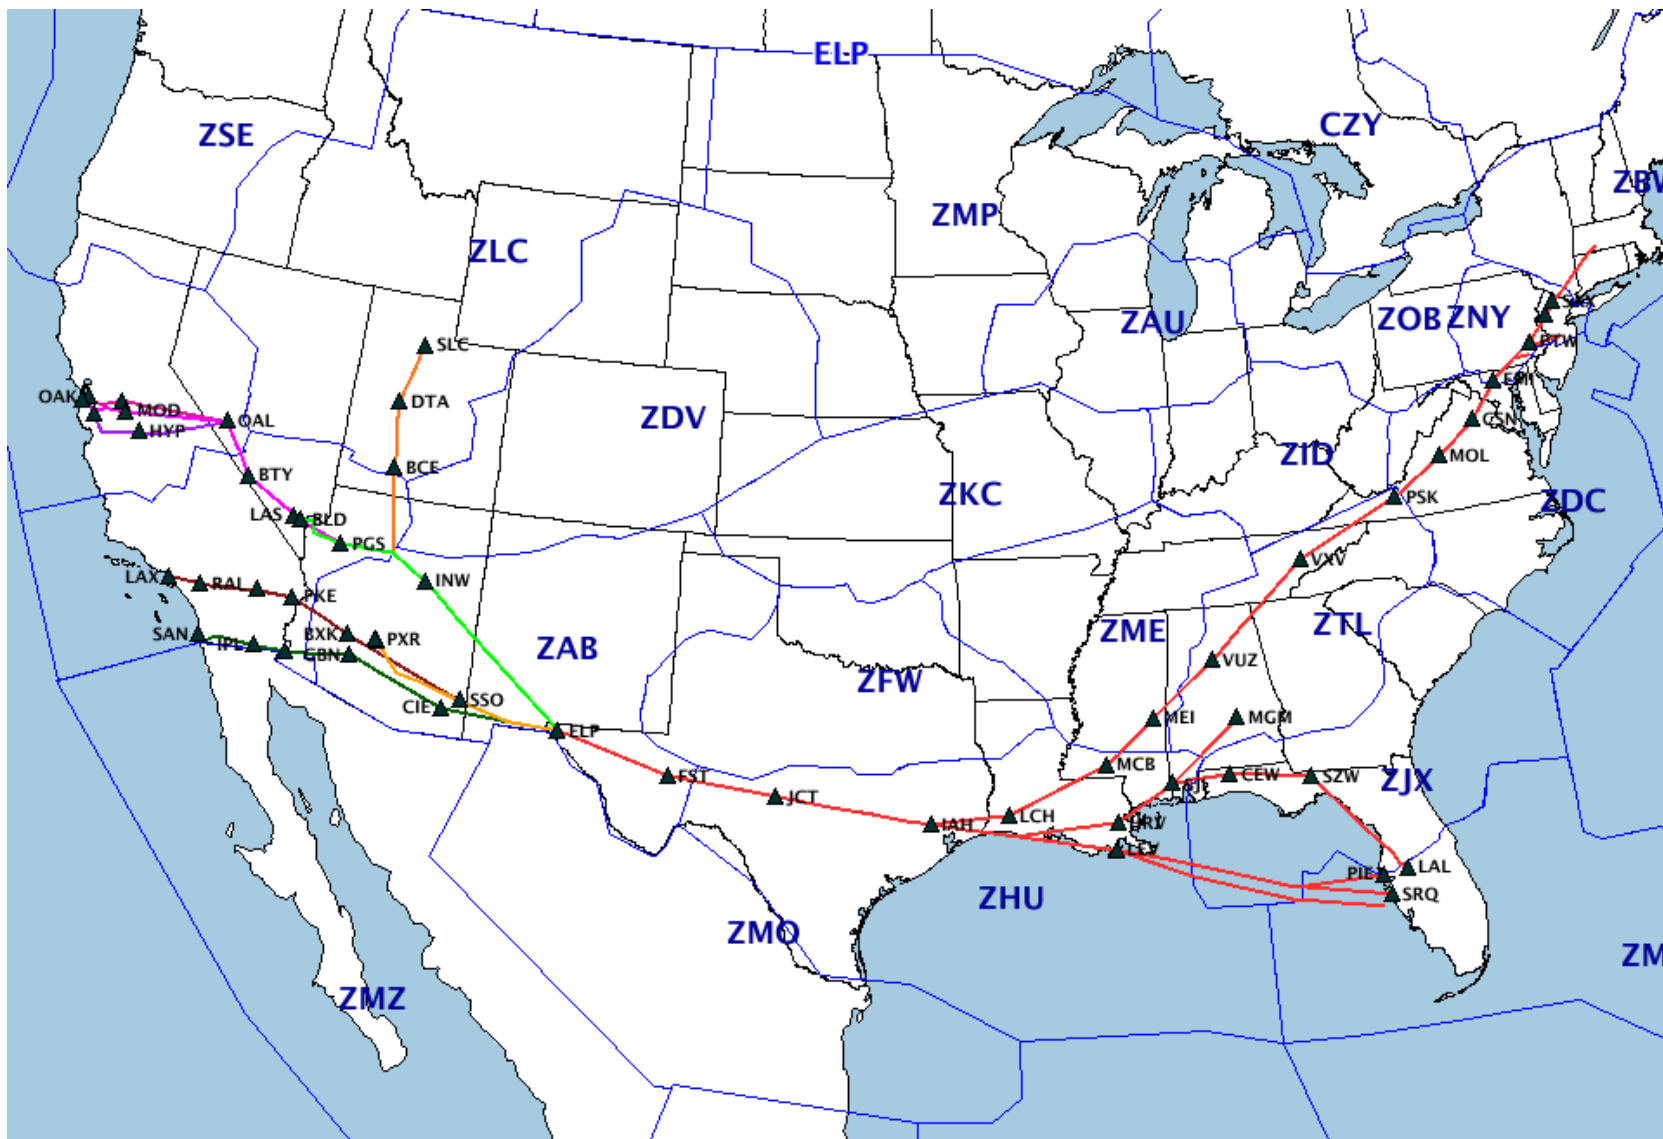 ELP
CZY
ZSE
ZMP
ZLC
ZAU
ZOB
ZNY
SLC
OAK
MOD
HYP
OAL
DTA
ZDV
EMI
CSN
BCE
ZID
MOL
BTY
ZKC
PSK
ZDC
LAS
BLD
PGS
VXV
LAX
RAL
PKE
INW
SAN
IPL
GBN
BXK
PXR
ZAB
ZME
ZTL
VUZ
ZFW
CIE
SSO
ELP
MEI
MGM
FST
JCT
MCB
SJI
CEW
SZW
ZJX
IAH
LCH
HRV
LEV
PIE
LAL
SRQ
ZHU
ZMO
ZMZ